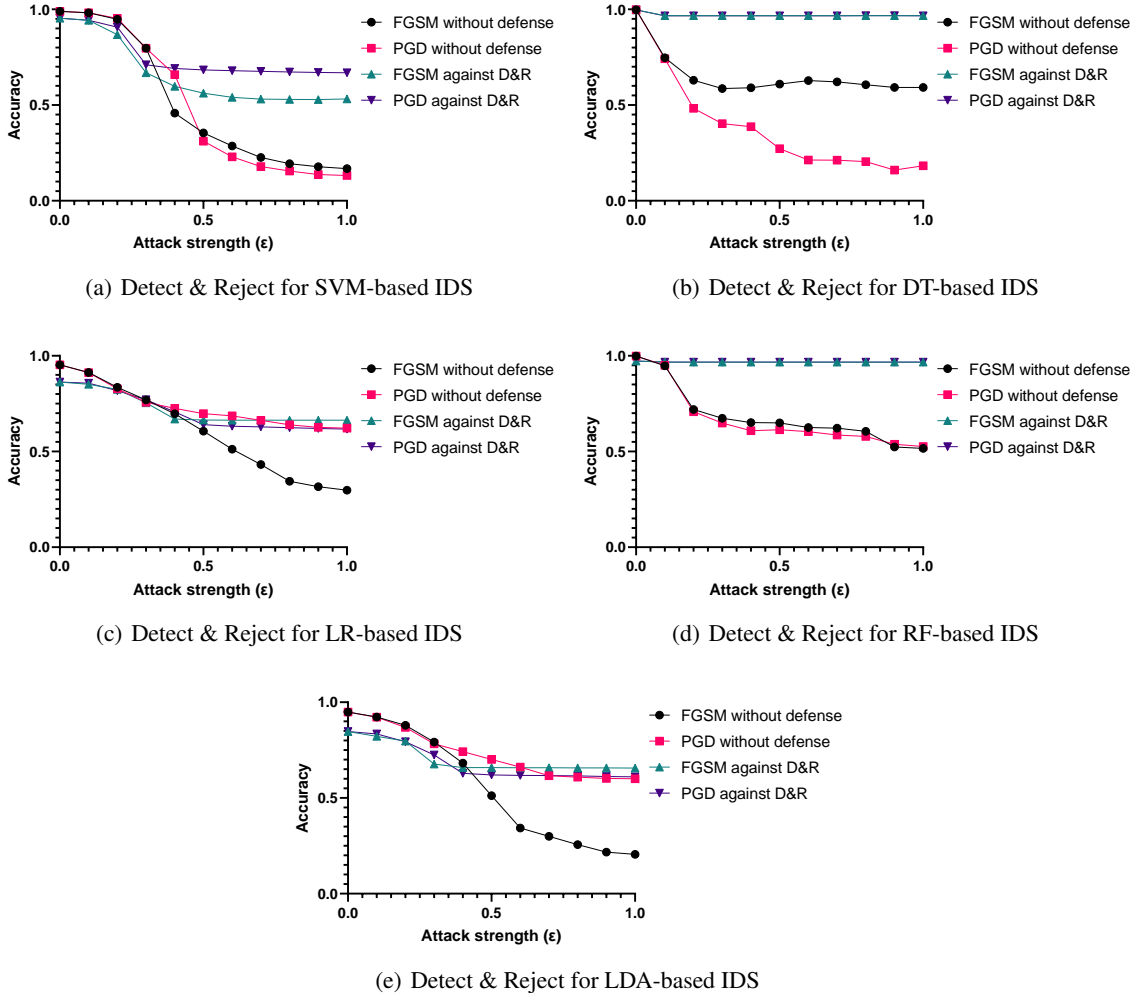 1.0
0.5
0.0
Accuracy
0.0 0.5 1.0
Attack strength (ε)
FGSM without defense
PGD without defense
FGSM against D&R
PGD against D&R
(a) Detect & Reject for SVM-based IDS
1.0
0.5
0.0
Accuracy
0.0 0.5 1.0
Attack strength (ε)
FGSM without defense
PGD without defense
FGSM against D&R
PGD against D&R
(b) Detect & Reject for DT-based IDS
1.0
0.5
0.0
Accuracy
0.0 0.5 1.0
Attack strength (ε)
FGSM without defense
PGD without defense
FGSM against D&R
PGD against D&R
(c) Detect & Reject for LR-based IDS
1.0
0.5
0.0
Accuracy
0.0 0.5 1.0
Attack strength (ε)
FGSM without defense
PGD without defense
FGSM against D&R
PGD against D&R
(d) Detect & Reject for RF-based IDS
1.0
0.5
0.0
Accuracy
0.0 0.5 1.0
Attack strength (ε)
FGSM without defense
PGD without defense
FGSM against D&R
PGD against D&R
(e) Detect & Reject for LDA-based IDS